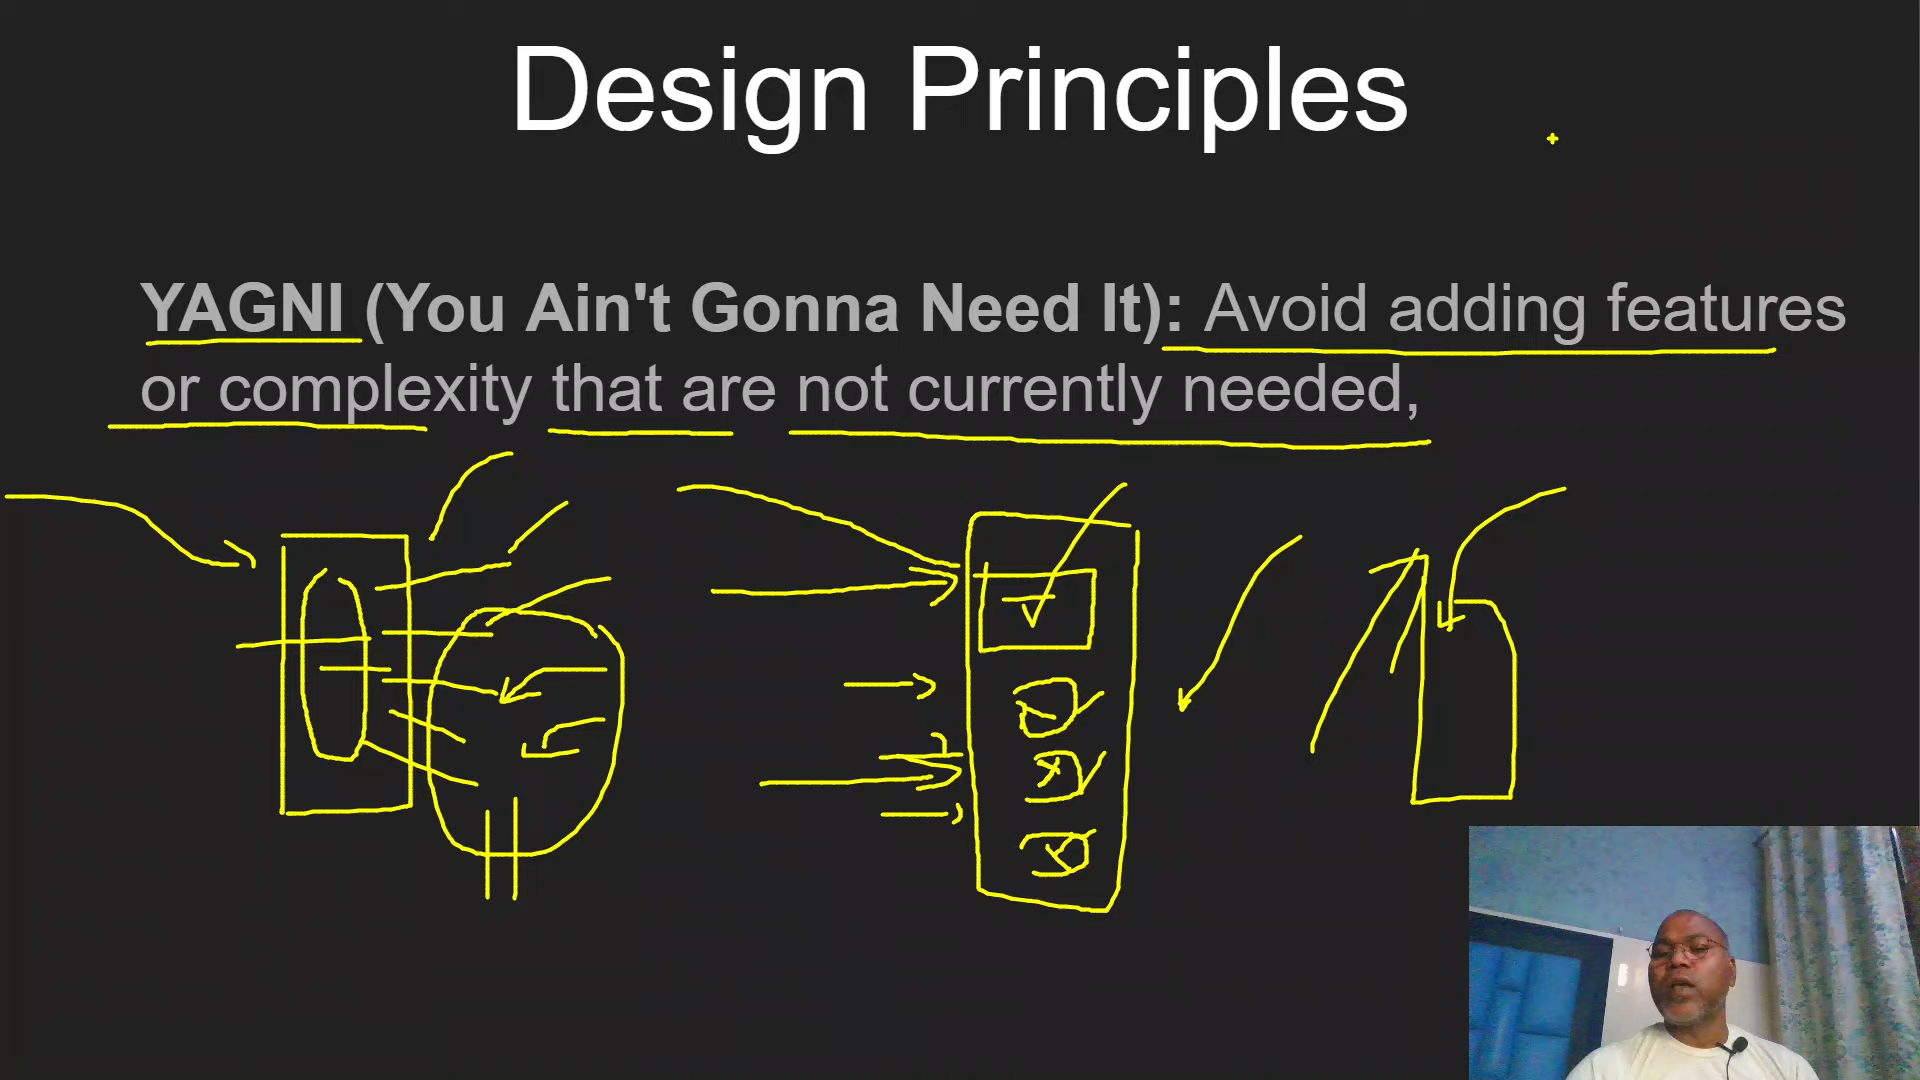 Design Principles
YAGNI (You Ain't Gonna Need It): Avoid adding features
or complexity that are not currently needed,